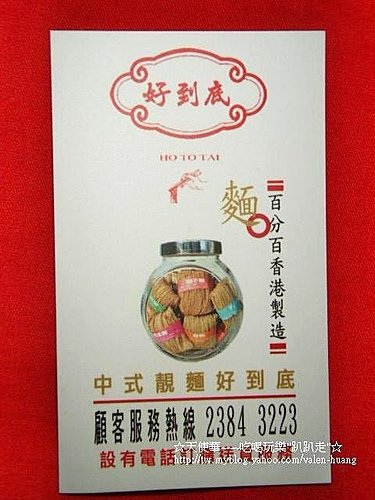 好到底
HO TO TAI
麵
百分百香港製造
中式靚麵好到底
顧客服務熱線 2384 3223
設有電話訂
☆天使華~~吃喝玩樂"趴趴走"☆
http://tw.myblog.yahoo.com/valen-huang